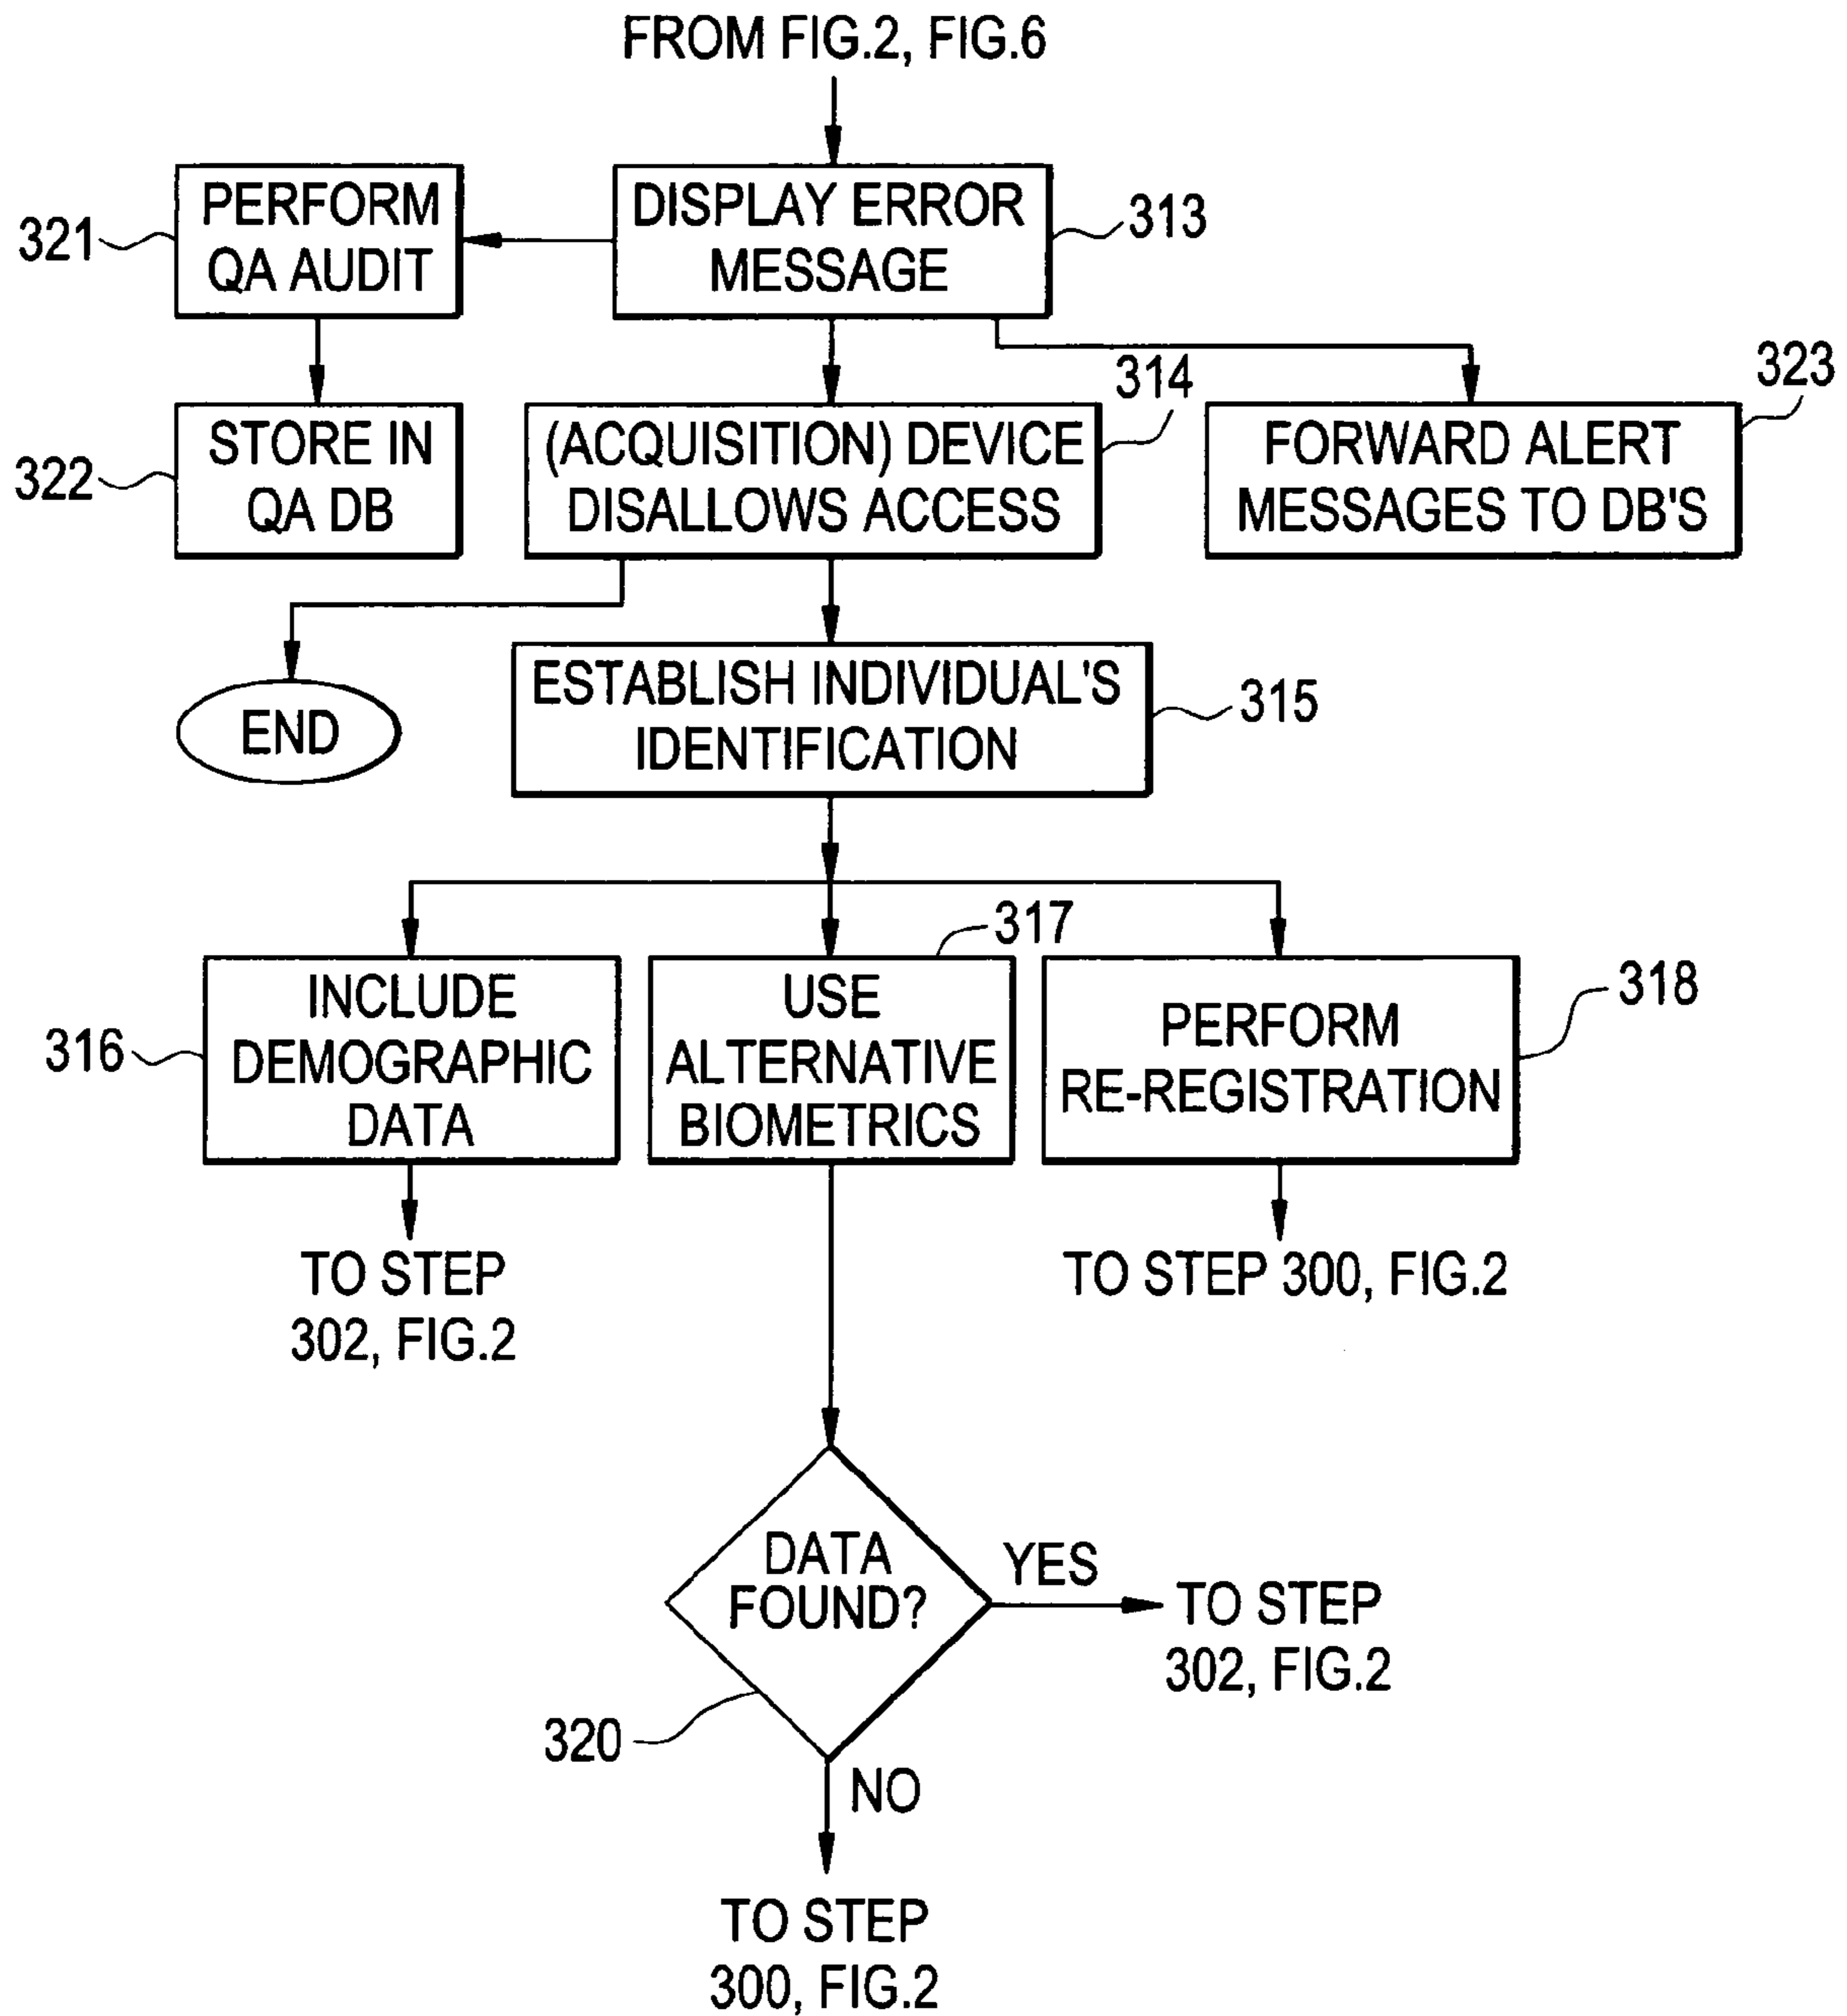 FROM FIG.2, FIG.6
PERFORM
QA AUDIT
321
DISPLAY ERROR
MESSAGE
313
STORE IN
QA DB
322
(ACQUISITION) DEVICE
DISALLOWS ACCESS
314
FORWARD ALERT
MESSAGES TO DB'S
323
END
ESTABLISH INDIVIDUAL'S
IDENTIFICATION
315
INCLUDE
DEMOGRAPHIC
DATA
316
USE
ALTERNATIVE
BIOMETRICS
317
PERFORM
RE-REGISTRATION
318
TO STEP
302, FIG.2
TO STEP 300, FIG.2
DATA
FOUND?
320
YES
TO STEP
302, FIG.2
NO
TO STEP
300, FIG.2